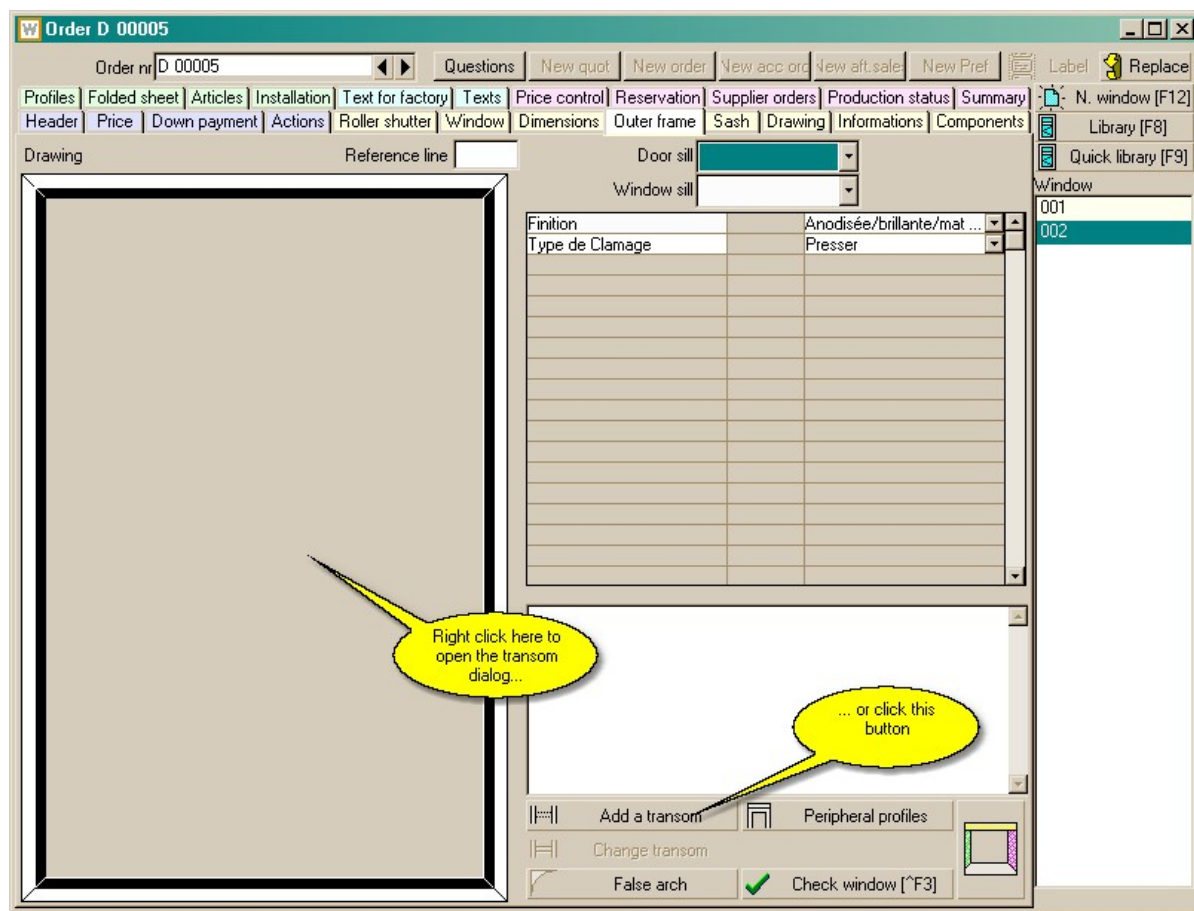 Order D 00005
Order nr D 00005 Questions New quot New order New acc orc New aft.sale: New Pref Label Replace
Profiles Folded sheet Articles Installation Text for factory Texts Price control Reservation Supplier orders Production status Summary N. window [F12]
Header Price Down payment Actions Roller shutter Window Dimensions Outer frame Sash Drawing Informations Components Library [F8]
Drawing Reference line Door sill Quick library [F9]
Window sill Window
001
Finition Anodisée/brillante/mat ... 002
Type de Clamage Presser
Right click here to
open the transom
dialog...
... or click this
button
Add a transom Peripheral profiles
Change transom
False arch Check window [^F3]